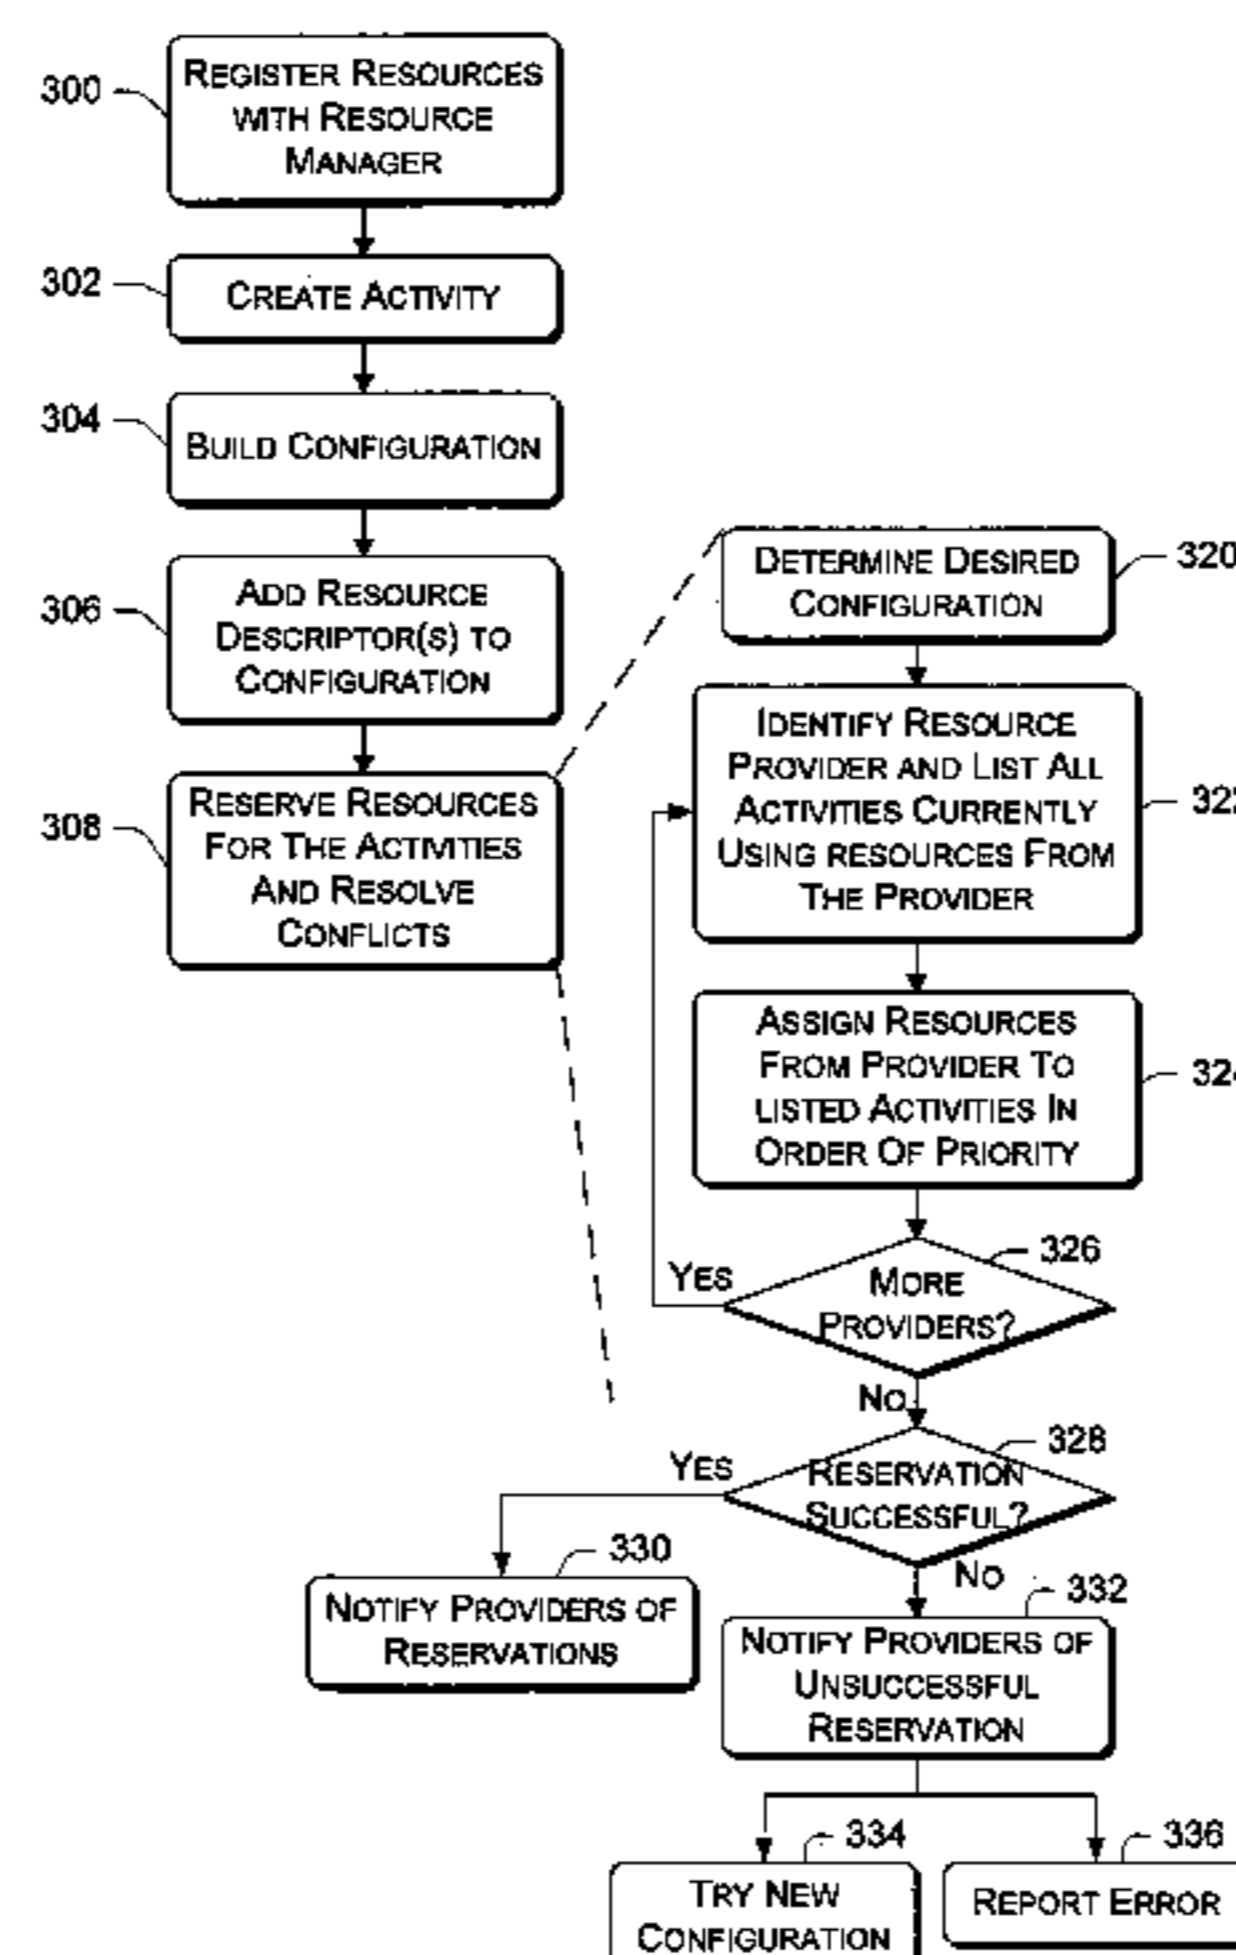 300
REGISTER RESOURCES
WITH RESOURCE
MANAGER
302
CREATE ACTIVITY
304
BUILD CONFIGURATION
306
ADD RESOURCE
DESCRIPTOR(S) TO
CONFIGURATION
308
RESERVE RESOURCES
FOR THE ACTIVITIES
AND RESOLVE
CONFLICTS
320
DETERMINE DESIRED
CONFIGURATION
322
IDENTIFY RESOURCE
PROVIDER AND LIST ALL
ACTIVITIES CURRENTLY
USING RESOURCES FROM
THE PROVIDER
324
ASSIGN RESOURCES
FROM PROVIDER TO
LISTED ACTIVITIES IN
ORDER OF PRIORITY
326
YES
MORE
PROVIDERS?
NO
328
YES
RESERVATION
SUCCESSFUL?
NO
330
NOTIFY PROVIDERS OF
RESERVATIONS
332
NOTIFY PROVIDERS OF
UNSUCCESSFUL
RESERVATION
334
TRY NEW
CONFIGURATION
336
REPORT ERROR